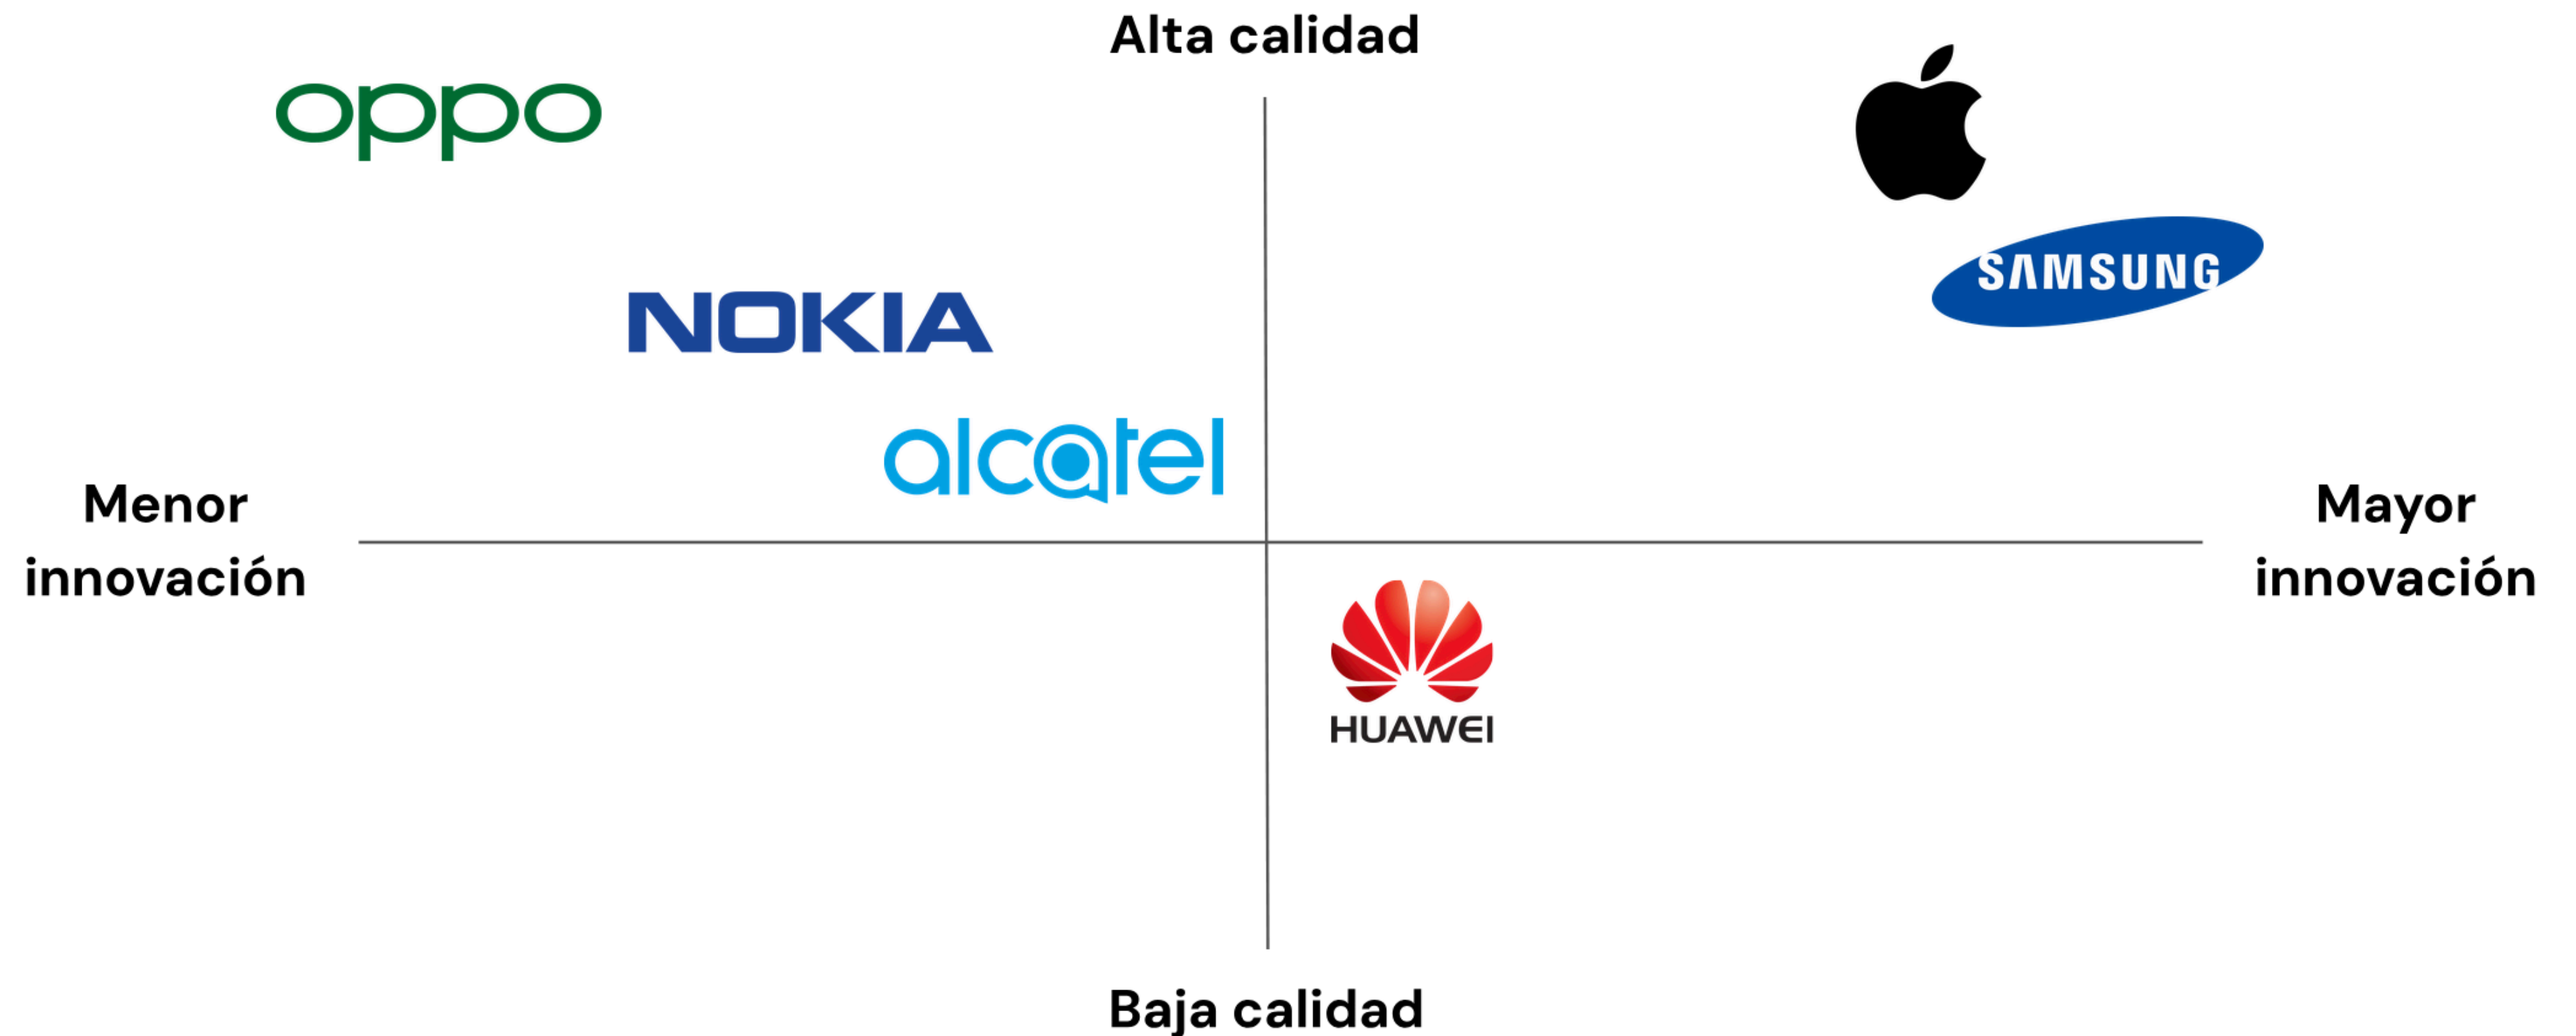 Alta calidad
oppo
SAMSUNG
NOKIA
alcatel
Menor
innovación
Mayor
innovación
HUAWEI
Baja calidad